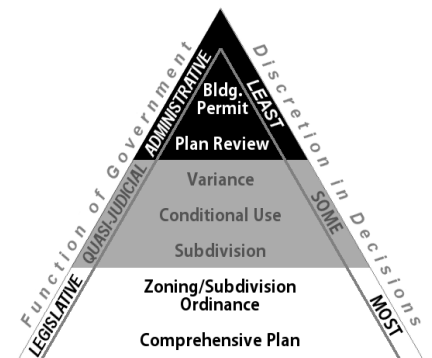 Function of Government
Discretion in Decisions
ADMINISTRATIVE
LEAST
Bldg.
Permit
Plan Review
QUASI-JUDICIAL
SOME
Variance
Conditional Use
Subdivision
LEGISLATIVE
MOST
Zoning/Subdivision
Ordinance
Comprehensive Plan